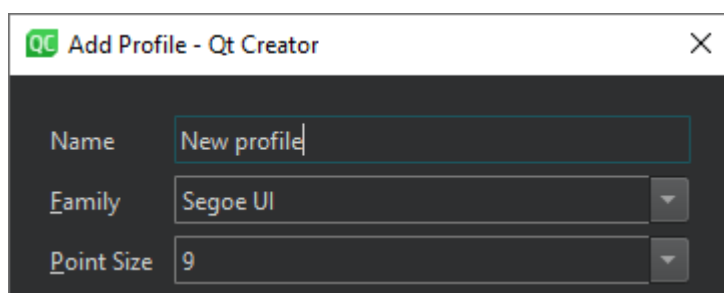 QC Add Profile - Qt Creator
Name New profile
Family Segoe UI
Point Size 9